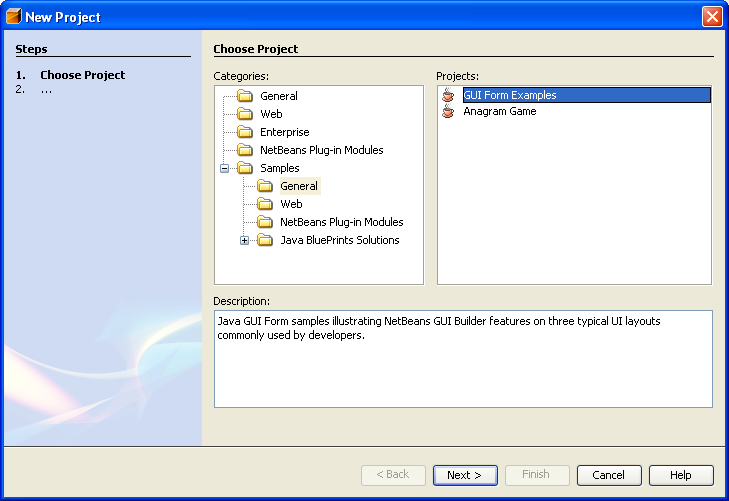 New Project
Steps
1. Choose Project
2. ...
Choose Project
Categories:
General
Web
Enterprise
NetBeans Plug-in Modules
Samples
General
Web
NetBeans Plug-in Modules
Java BluePrints Solutions
Projects:
GUI Form Examples
Anagram Game
Description:
Java GUI Form samples illustrating NetBeans GUI Builder features on three typical UI layouts
commonly used by developers.
< Back
Next >
Finish
Cancel
Help